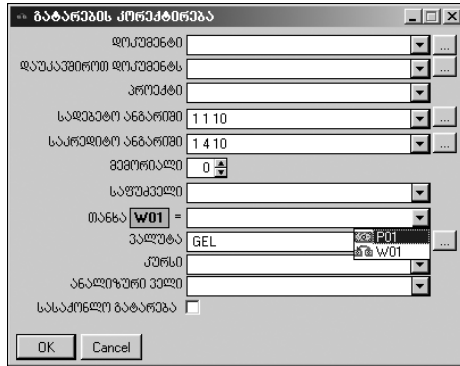 გატარების კორექტირება
დოკუმენტი
დაუკავშიროთ დოკუმენტს
პროექტი
სადებეტო ანგარიში 1 1 10
საკრედიტო ანგარიში 1 4 10
მემორიალი 0
საფუძველი
თანხა W01 =
P01
ვალუტა GEL
W01
კურსი
ანალიზური ველი
სასაქონლო გატარება
OK Cancel